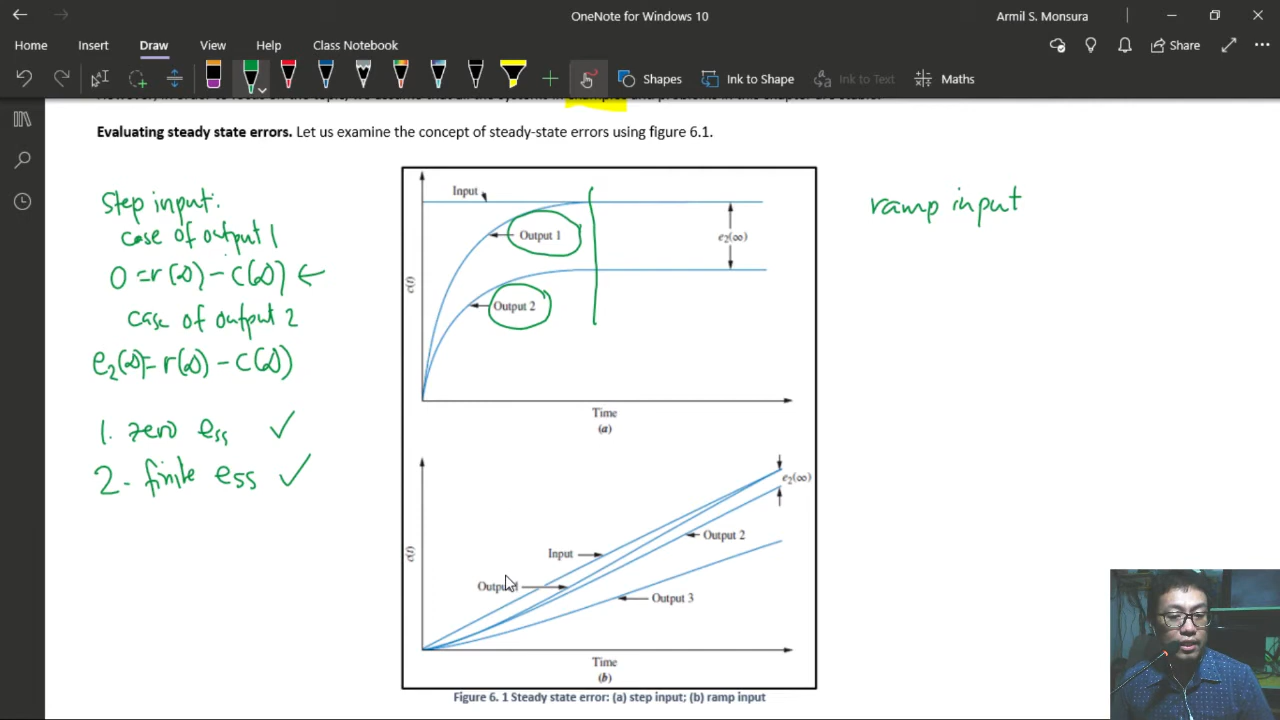 OneNote for Windows 10
Armil S. Monsura
Home Insert Draw View Help Class Notebook
Share
Shapes
Ink to Shape
Ink to Text
Maths
Evaluating steady state errors. Let us examine the concept of steady-state errors using figure 6.1.
Step input:
case of output 1
0 = r(∞) - c(∞) ←
case of output 2
e₂(∞) = r(∞) - c(∞)
1. zero ess ✓
2. finite ess ✓
Input
Output 1
Output 2
e₂(∞)
c(t)
Time
(a)
e₂(∞)
Output 2
Input
Output 3
c(t)
Time
(b)
Figure 6. 1 Steady state error: (a) step input; (b) ramp input
ramp input